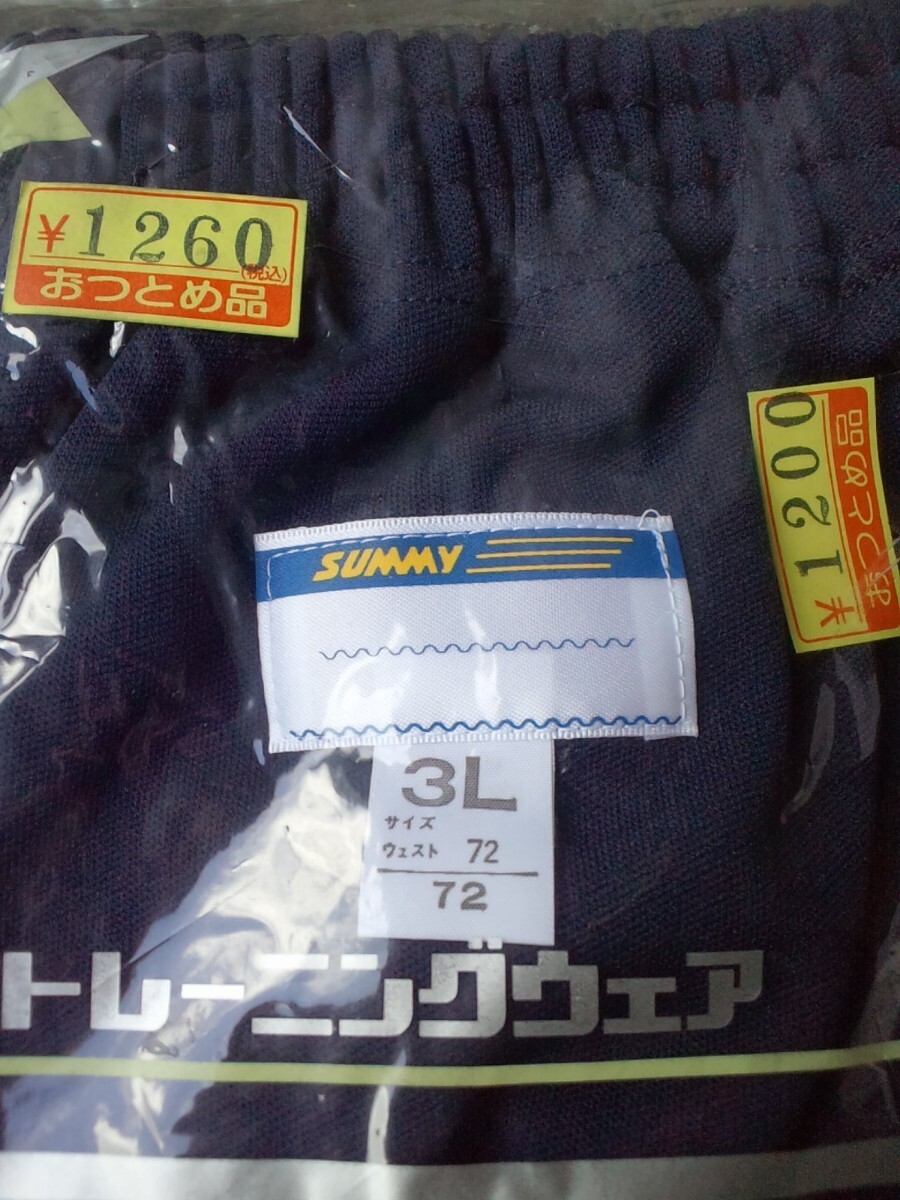 ¥1260
(税込)
おつとめ品
¥1200
おつとめ品
SUMMY
3L
サイズ
ウェスト 72
72
トレーニングウェア